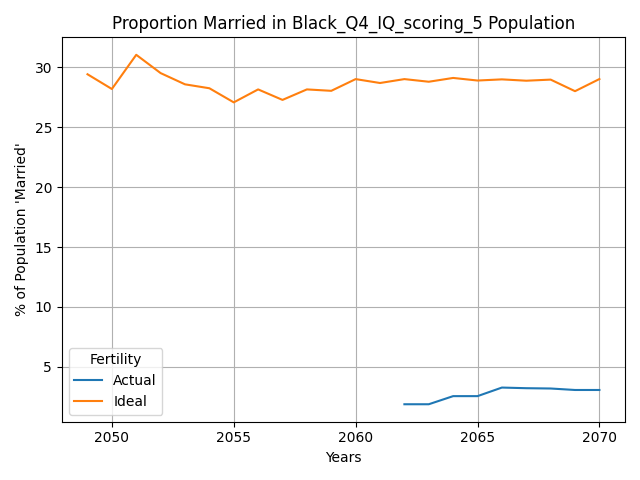 Proportion Married in Black_Q4_IQ_scoring_5 Population
% of Population 'Married'
30
25
20
15
10
5
Fertility
Actual
Ideal
2050 2055 2060 2065 2070
Years